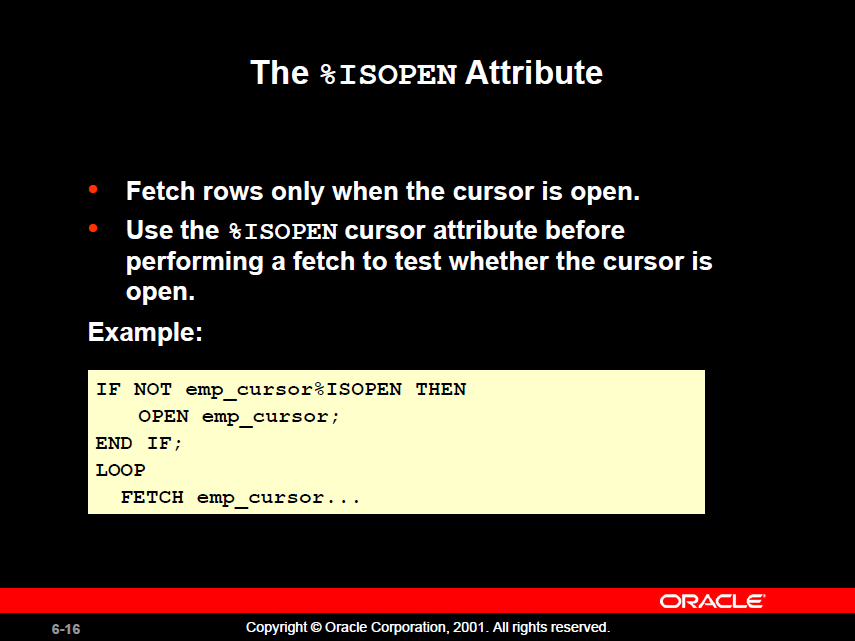 The %ISOPEN Attribute
• Fetch rows only when the cursor is open.
• Use the %ISOPEN cursor attribute before
performing a fetch to test whether the cursor is
open.
Example:
IF NOT emp_cursor%ISOPEN THEN
OPEN emp_cursor;
END IF;
LOOP
FETCH emp_cursor...
ORACLE®
6-16
Copyright © Oracle Corporation, 2001. All rights reserved.